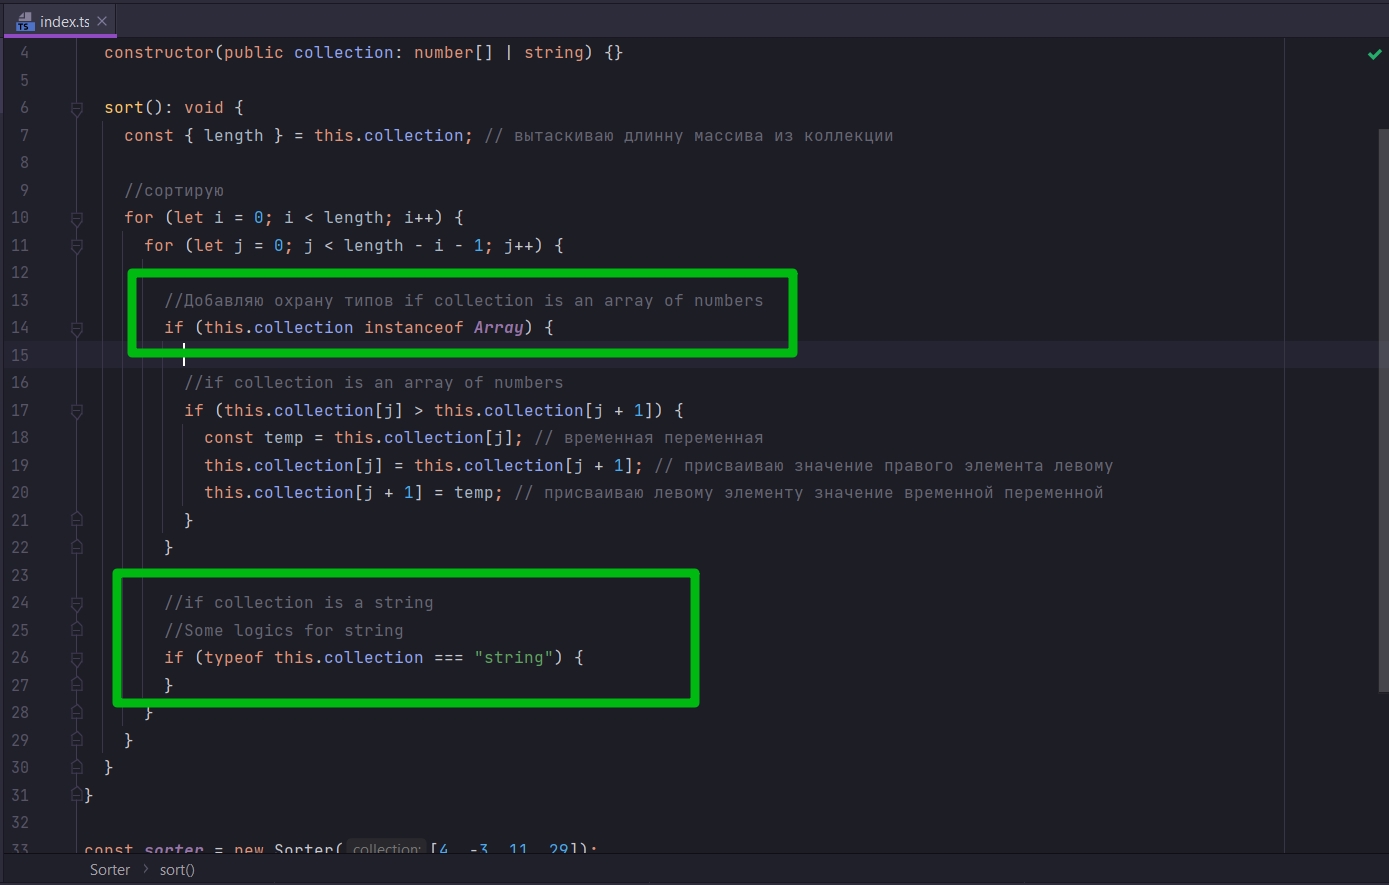 index.ts
4 constructor(public collection: number[] | string) {}
5
6 sort(): void {
7 const { length } = this.collection; // вытаскиваю длинну массива из коллекции
8
9 //сортирую
10 for (let i = 0; i < length; i++) {
11 for (let j = 0; j < length - i - 1; j++) {
12
13 //Добавляю охрану типов if collection is an array of numbers
14 if (this.collection instanceof Array) {
15
16 //if collection is an array of numbers
17 if (this.collection[j] > this.collection[j + 1]) {
18 const temp = this.collection[j]; // временная переменная
19 this.collection[j] = this.collection[j + 1]; // присваиваю значение правого элемента левому
20 this.collection[j + 1] = temp; // присваиваю левому элементу значение временной переменной
21 }
22 }
23
24 //if collection is a string
25 //Some logics for string
26 if (typeof this.collection === "string") {
27 }
28 }
29 }
30 }
31 }
32
33 const sorter = new Sorter( collection: [4, -3, 11, 29]);
Sorter > sort()